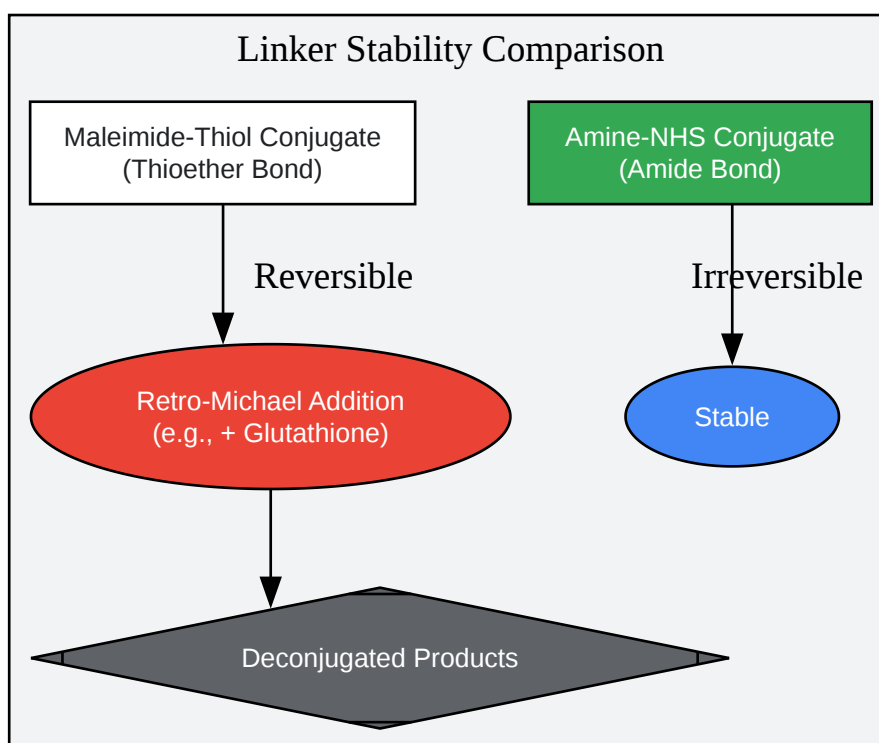 Linker Stability Comparison
Maleimide-Thiol Conjugate
(Thioether Bond)
Amine-NHS Conjugate
(Amide Bond)
Reversible
Irreversible
Retro-Michael Addition
(e.g., + Glutathione)
Stable
Deconjugated Products